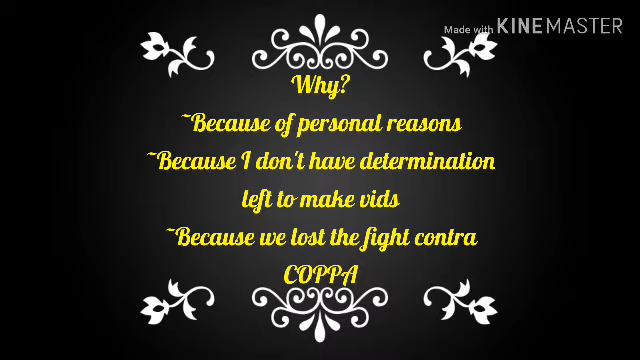 Made with KINEMASTER
Why?
~Because of personal reasons
~Because I don't have determination
left to make vids
~Because we lost the fight contra
COPPA